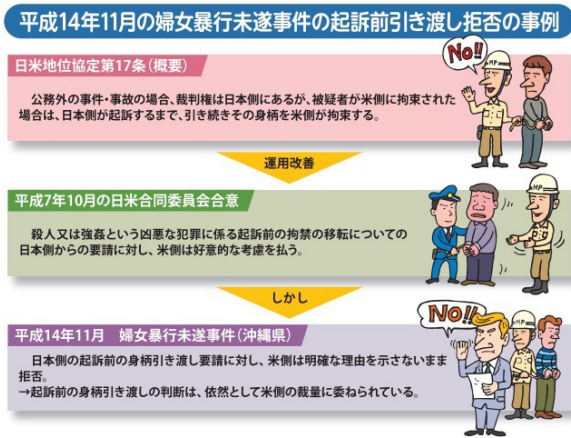 平成14年11月の婦女暴行未遂事件の起訴前引き渡し拒否の事例
No!!
MP
日米地位協定第17条（概要）
公務外の事件・事故の場合、裁判権は日本側にあるが、被疑者が米側に拘束された
場合は、日本側が起訴するまで、引き続きその身柄を米側が拘束する。
運用改善
平成7年10月の日米合同委員会合意
MP
殺人又は強姦という凶悪な犯罪に係る起訴前の拘禁の移転についての
日本側からの要請に対し、米側は好意的な考慮を払う。
しかし
No!!
MP
平成14年11月　婦女暴行未遂事件（沖縄県）
日本側の起訴前の身柄引き渡し要請に対し、米側は明確な理由を示さないまま
拒否。
→起訴前の身柄引き渡しの判断は、依然として米側の裁量に委ねられている。